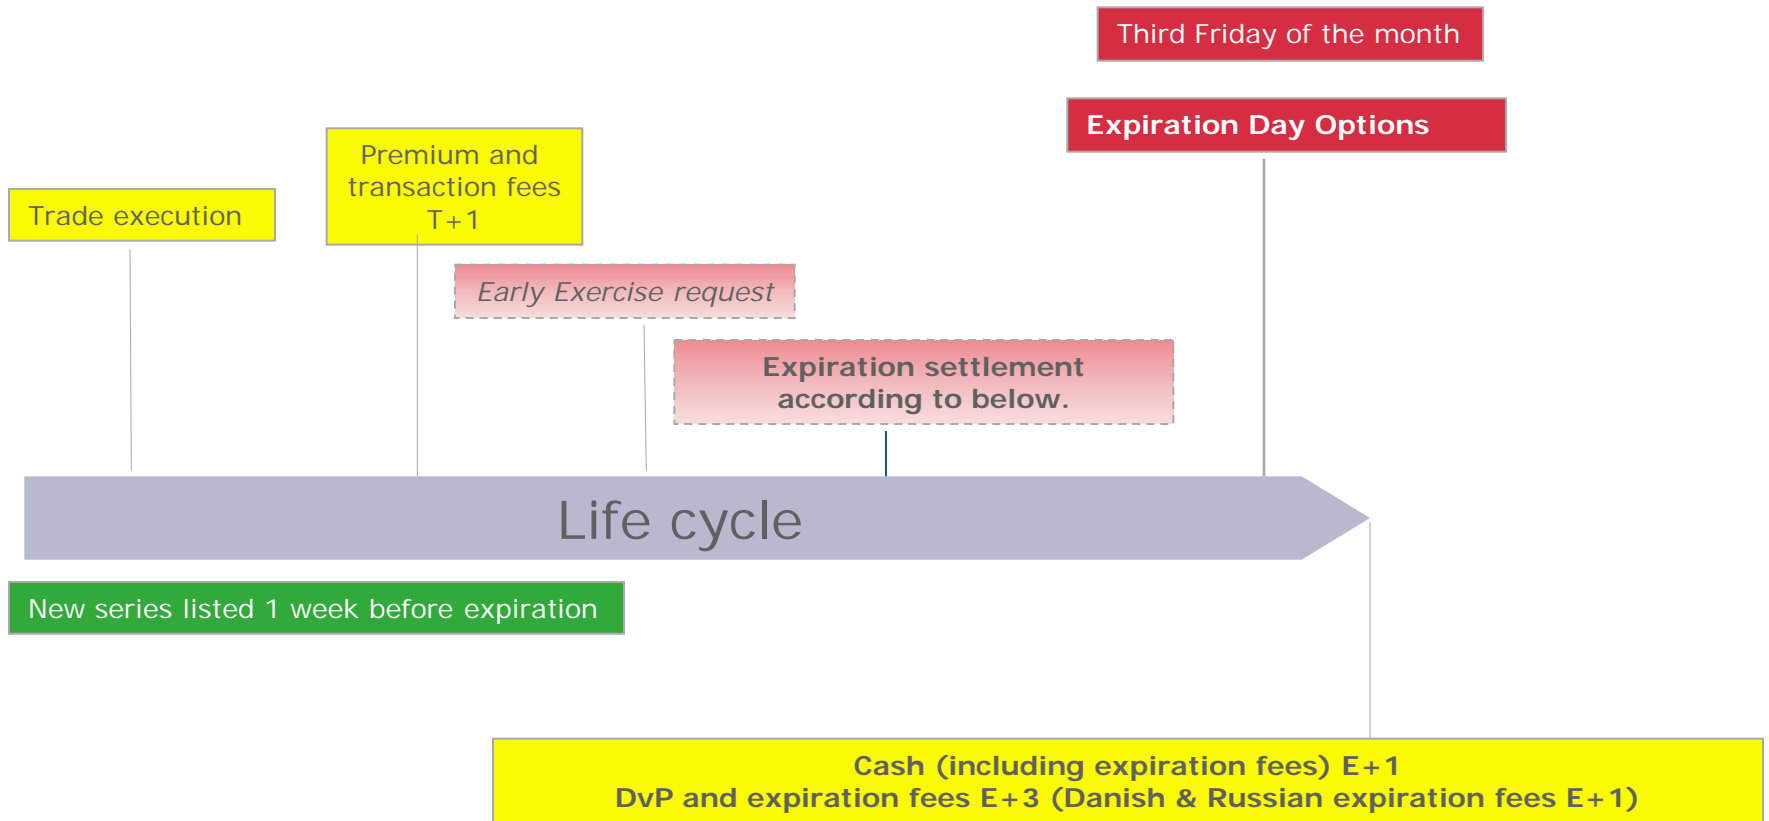 Third Friday of the month
Expiration Day Options
Premium and
transaction fees
T+1
Trade execution
Early Exercise request
Expiration settlement
according to below.
Life cycle
New series listed 1 week before expiration
Cash (including expiration fees) E+1
DvP and expiration fees E+3 (Danish & Russian expiration fees E+1)